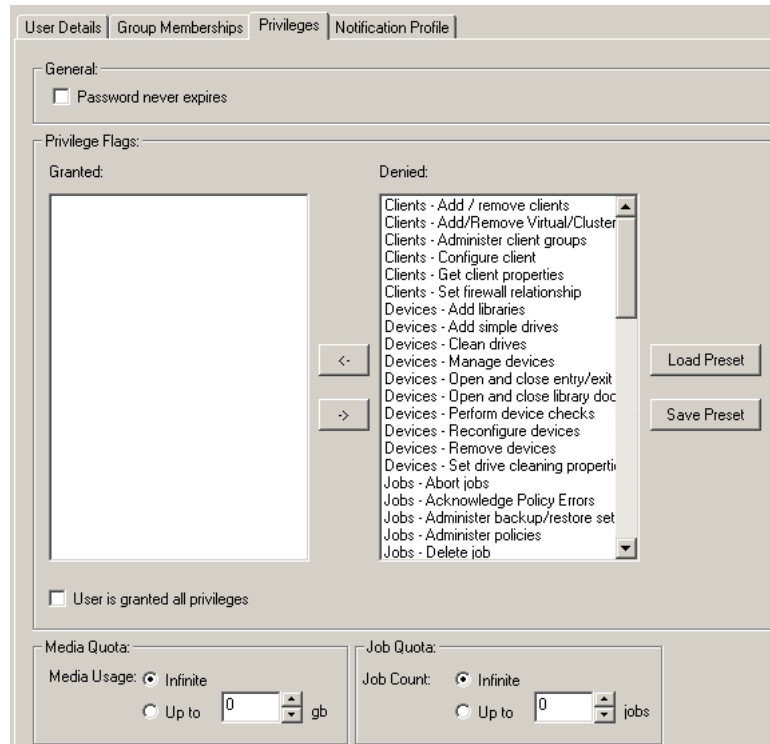 User Details Group Memberships Privileges Notification Profile
General:
Password never expires
Privilege Flags:
Granted:
Denied:
Clients - Add / remove clients
Clients - Add/Remove Virtual/Cluster
Clients - Administer client groups
Clients - Configure client
Clients - Get client properties
Clients - Set firewall relationship
Devices - Add libraries
Devices - Add simple drives
Devices - Clean drives
Devices - Manage devices
Devices - Open and close entry/exit
Devices - Open and close library doo
Devices - Perform device checks
Devices - Reconfigure devices
Devices - Remove devices
Devices - Set drive cleaning properti
Jobs - Abort jobs
Jobs - Acknowledge Policy Errors
Jobs - Administer backup/restore set
Jobs - Administer policies
Jobs - Delete job
<-
->
Load Preset
Save Preset
User is granted all privileges
Media Quota:
Media Usage: Infinite
Up to 0 gb
Job Quota:
Job Count: Infinite
Up to 0 jobs